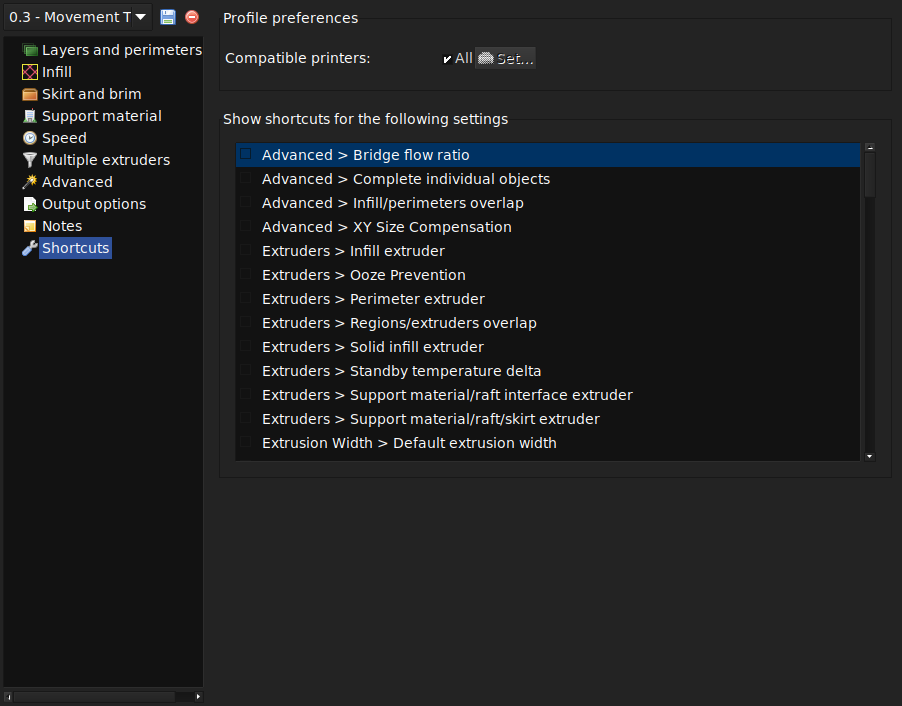 0.3 - Movement T
Layers and perimeters
Infill
Skirt and brim
Support material
Speed
Multiple extruders
Advanced
Output options
Notes
Shortcuts
Profile preferences
Compatible printers:
All
Set...
Show shortcuts for the following settings
Advanced > Bridge flow ratio
Advanced > Complete individual objects
Advanced > Infill/perimeters overlap
Advanced > XY Size Compensation
Extruders > Infill extruder
Extruders > Ooze Prevention
Extruders > Perimeter extruder
Extruders > Regions/extruders overlap
Extruders > Solid infill extruder
Extruders > Standby temperature delta
Extruders > Support material/raft interface extruder
Extruders > Support material/raft/skirt extruder
Extrusion Width > Default extrusion width